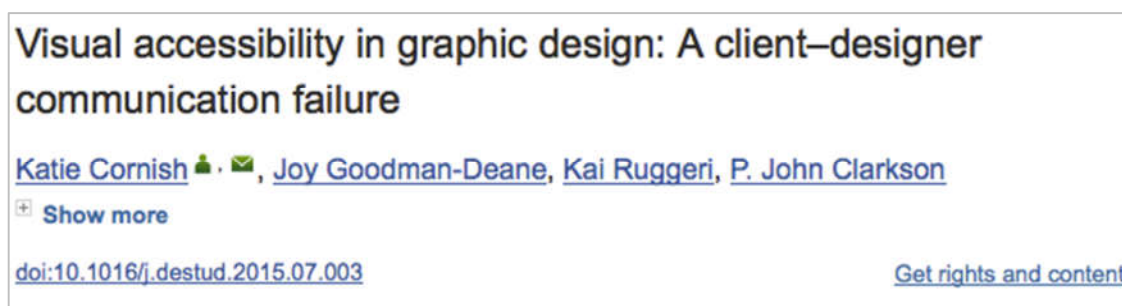 Visual accessibility in graphic design: A client–designer
communication failure
Katie Cornish , , Joy Goodman-Deane, Kai Ruggeri, P. John Clarkson
Show more
doi:10.1016/j.destud.2015.07.003
Get rights and content